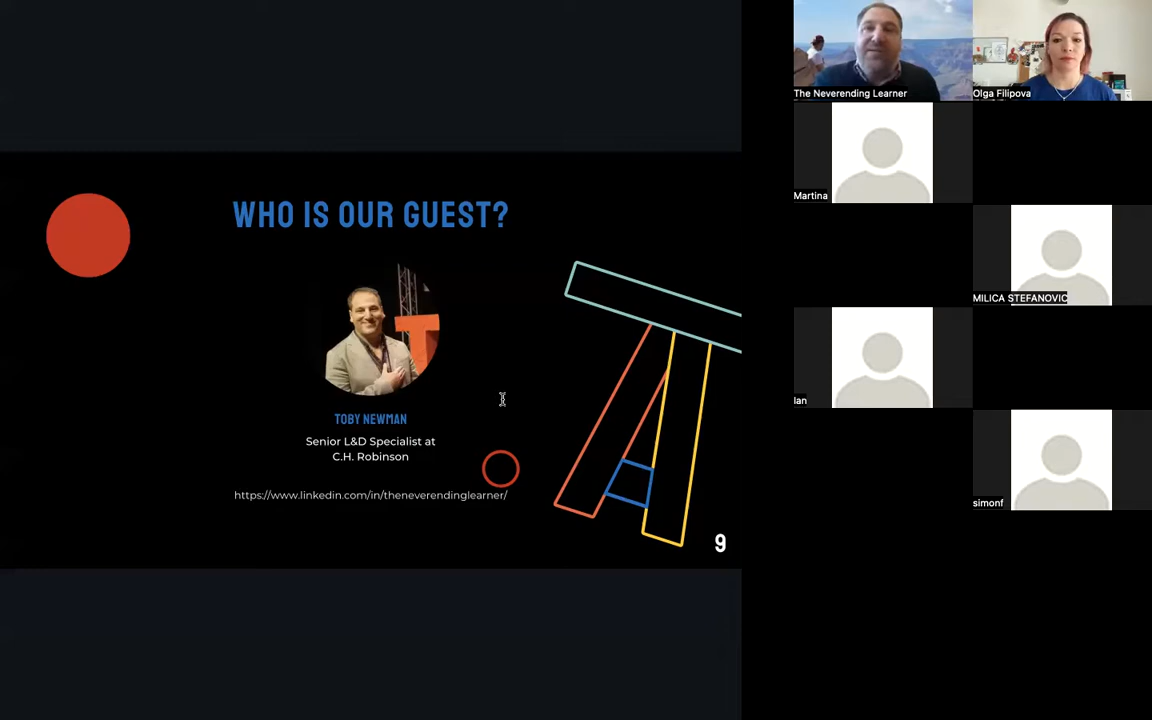 WHO IS OUR GUEST?
TOBY NEWMAN
Senior L&D Specialist at
C.H. Robinson
https://www.linkedin.com/in/theneverendinglearner/
9
The Neverending Learner
Olga Filipova
Martina
MILICA STEFANOVIC
Ian
simonf